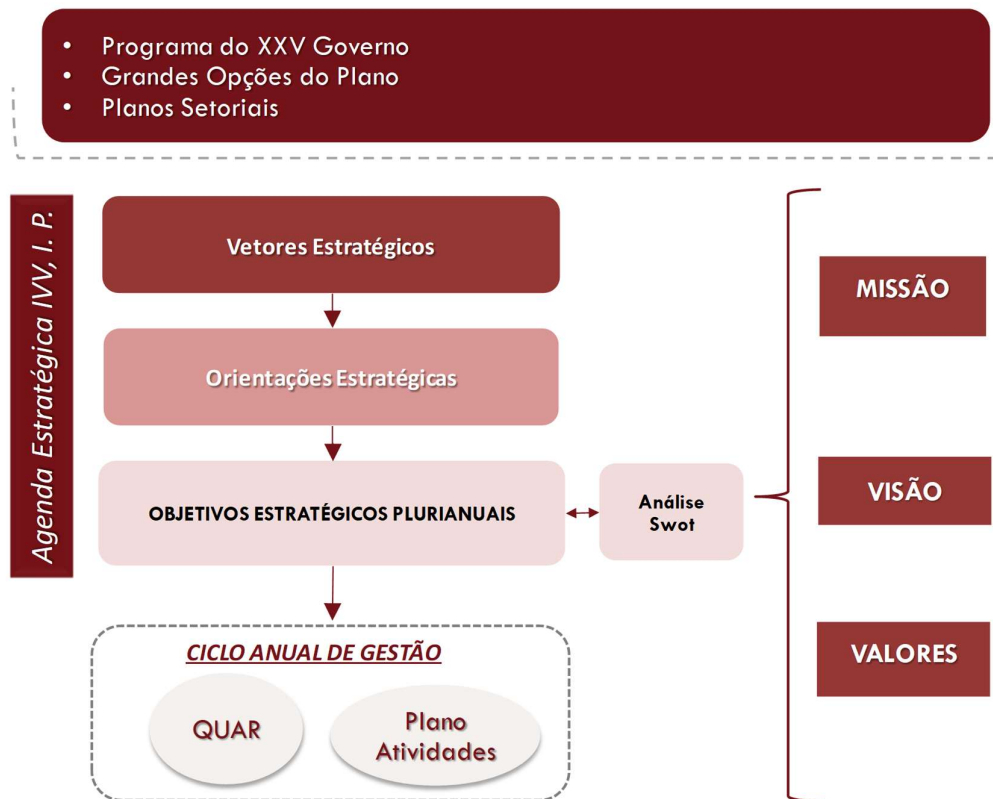 • Programa do XXV Governo
• Grandes Opções do Plano
• Planos Setoriais
Agenda Estratégica IVV, I. P.
Vetores Estratégicos
Orientações Estratégicas
OBJETIVOS ESTRATÉGICOS PLURIANUAIS
Análise
Swot
MISSÃO
VISÃO
VALORES
CICLO ANUAL DE GESTÃO
QUAR
Plano
Atividades